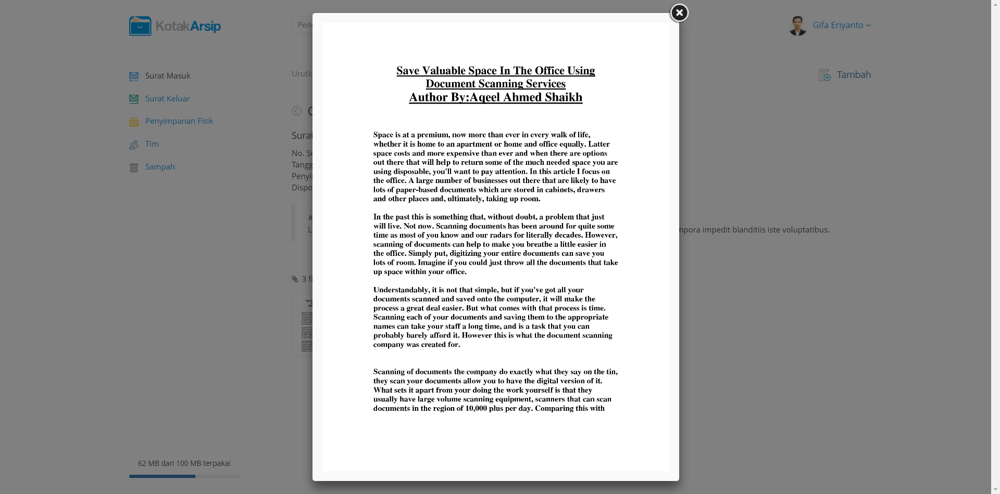 KotakArsip
Gifa Eriyanto
Surat Masuk
Surat Keluar
Penyimpanan Fisik
Tim
Sampah
Tambah
No.
3
Save Valuable Space In The Office Using
Document Scanning Services
Author By:Aqeel Ahmed Shaikh
Space is at a premium, now more than ever in every walk of life,
whether it is home to an apartment or home and office equally. Latter
space costs and more expensive than ever and when there are options
out there that will help to return some of the much needed space you are
using disposable, you'll want to pay attention. In this article I focus on
the office. A large number of businesses out there that are likely to have
lots of paper-based documents which are stored in cabinets, drawers
and other places and, ultimately, taking up room.
In the past this is something that, without doubt, a problem that just
will live. Not now. Scanning documents has been around for quite some
time as most of you know and our radars for literally decades. However,
scanning of documents can help to make you breathe a little easier in
the office. Simply put, digitizing your entire documents can save you
lots of room. Imagine if you could just throw all the documents that take
up space within your office.
Understandably, it is not that simple, but if you've got all your
documents scanned and saved onto the computer, it will make the
process a great deal easier. But what comes with that process is time.
Scanning each of your documents and saving them to the appropriate
names can take your staff a long time, and is a task that you can
probably barely afford it. However this is what the document scanning
company was created for.
Scanning of documents the company do exactly what they say on the tin,
they scan your documents allow you to have the digital version of it.
What sets it apart from your doing the work yourself is that they
usually have large volume scanning equipment, scanners that can scan
documents in the region of 10,000 plus per day. Comparing this with
impedit blanditiis iste voluptatibus.
62 MB dari 100 MB terpakai